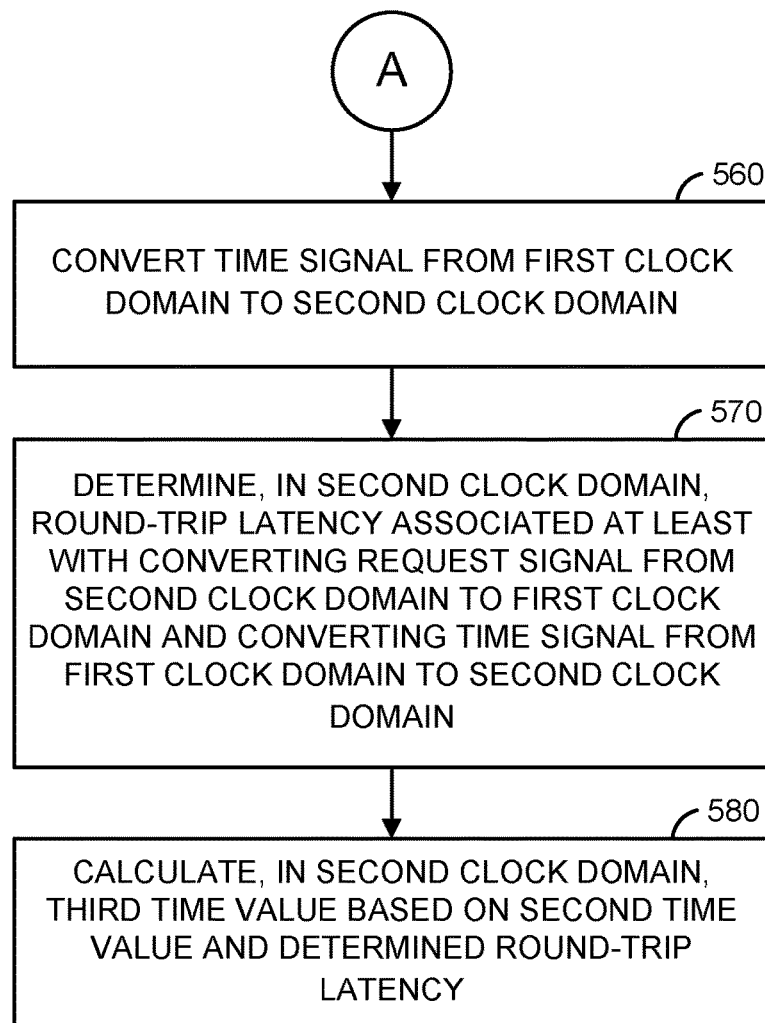 A
560
CONVERT TIME SIGNAL FROM FIRST CLOCK
DOMAIN TO SECOND CLOCK DOMAIN
570
DETERMINE, IN SECOND CLOCK DOMAIN,
ROUND-TRIP LATENCY ASSOCIATED AT LEAST
WITH CONVERTING REQUEST SIGNAL FROM
SECOND CLOCK DOMAIN TO FIRST CLOCK
DOMAIN AND CONVERTING TIME SIGNAL FROM
FIRST CLOCK DOMAIN TO SECOND CLOCK
DOMAIN
580
CALCULATE, IN SECOND CLOCK DOMAIN,
THIRD TIME VALUE BASED ON SECOND TIME
VALUE AND DETERMINED ROUND-TRIP
LATENCY